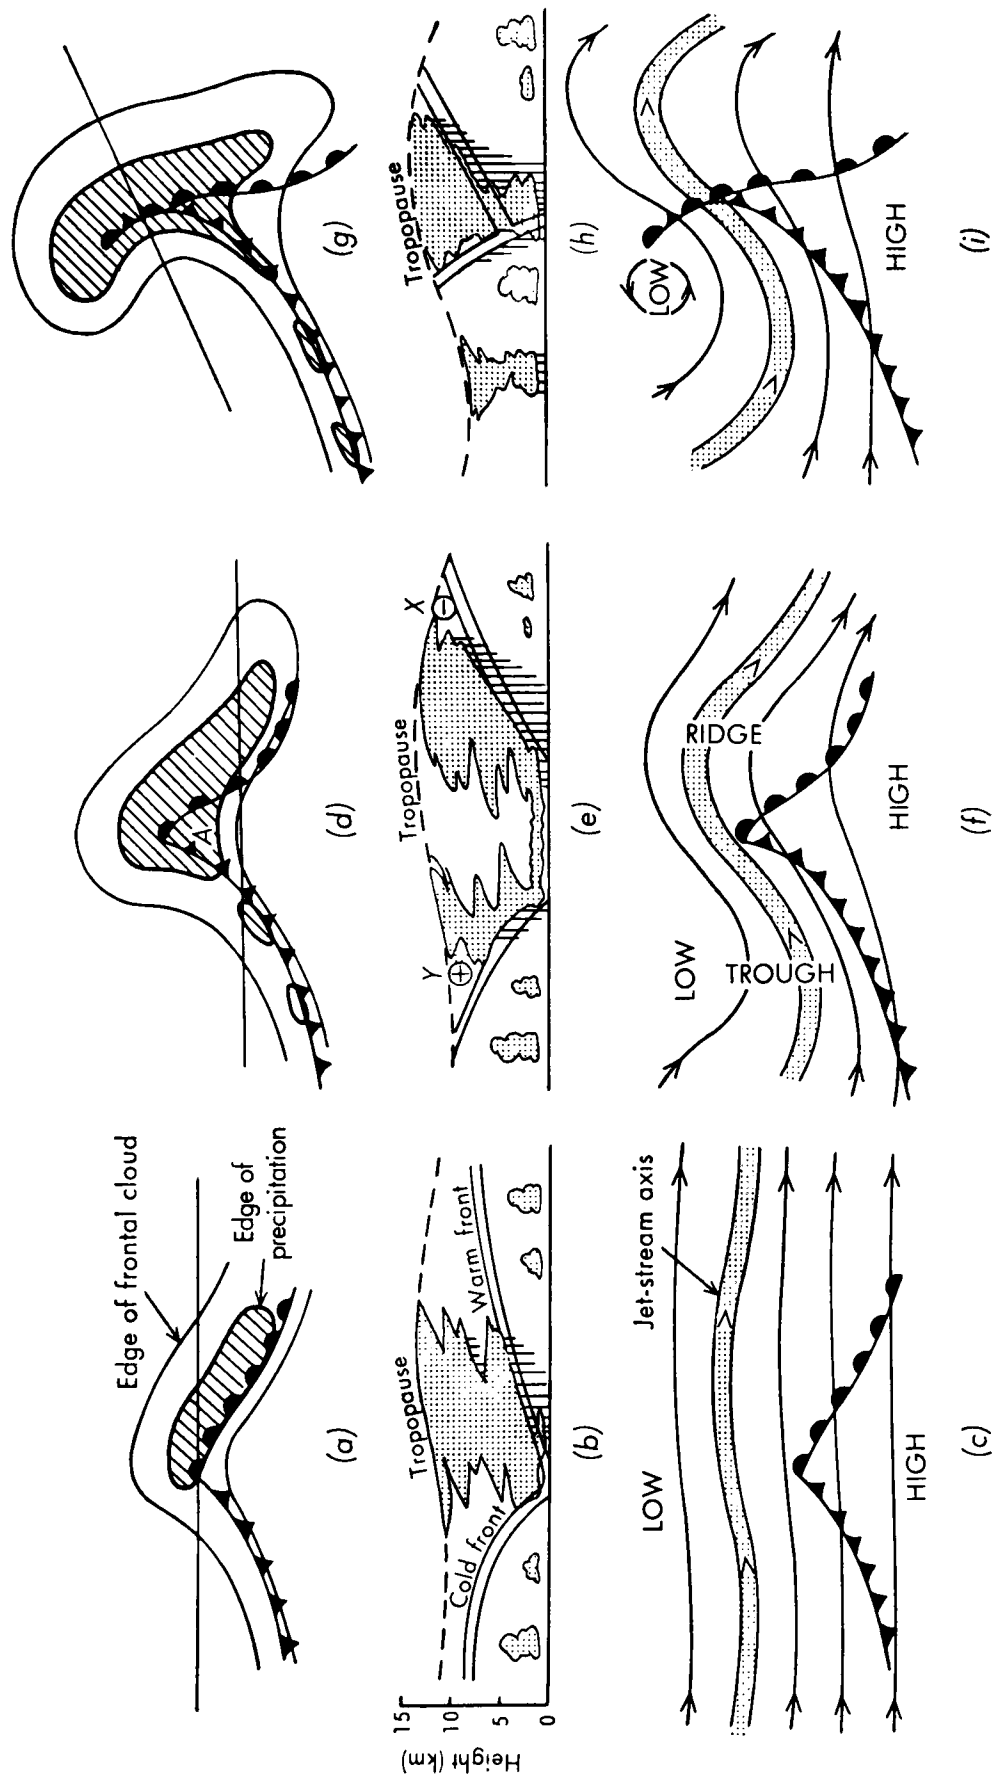 Edge of frontal cloud
Edge of
precipitation
(a)
A
(d)
(g)
Height (km)
15
10
5
0
Tropopause
Cold front
Warm front
(b)
Tropopause
Y
+
X
−
(e)
Tropopause
(h)
LOW
Jet-stream axis
HIGH
(c)
LOW
TROUGH
RIDGE
HIGH
(f)
LOW
HIGH
(i)